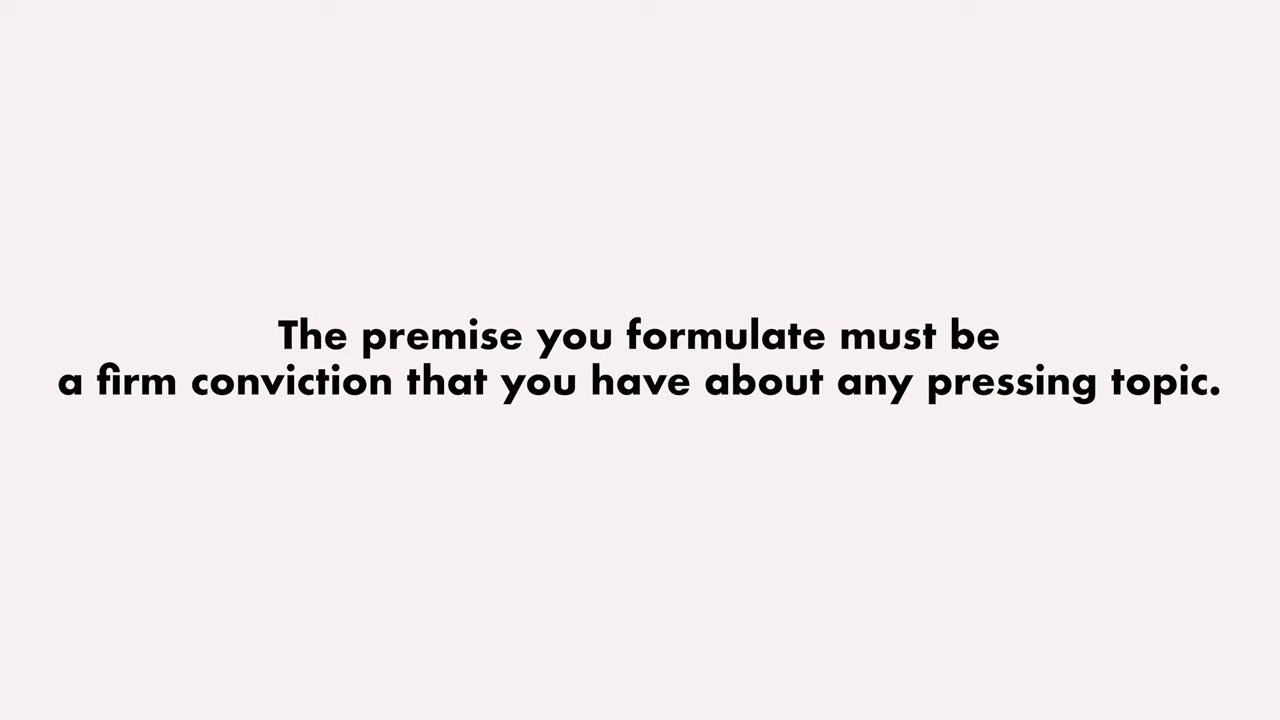 The premise you formulate must be
a firm conviction that you have about any pressing topic.